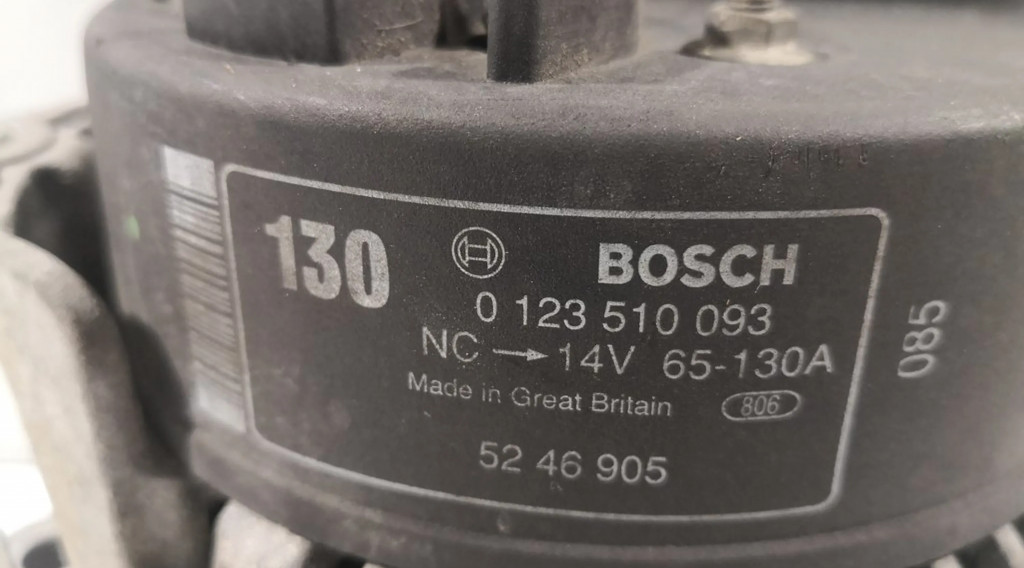 130
BOSCH
0 123 510 093
NC → 14V 65-130A
Made in Great Britain 806
52 46 905
085